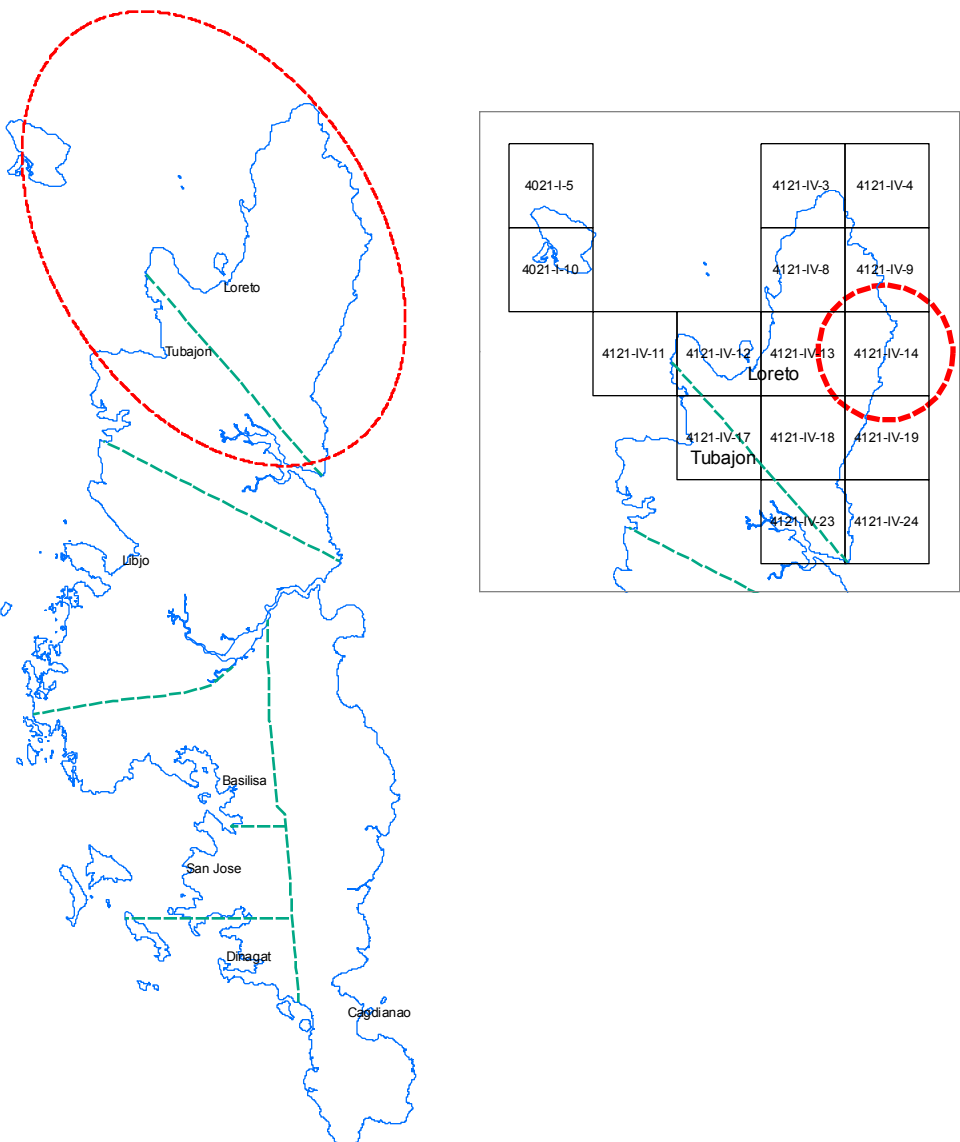 Loreto
Tubajon
Libjo
Basilisa
San Jose
Dinagat
Cagdianao
4021-I-5
4121-IV-3
4121-IV-4
4021-I-10
4121-IV-8
4121-IV-9
4121-IV-11
4121-IV-12
4121-IV-13
4121-IV-14
Loreto
4121-IV-17
4121-IV-18
4121-IV-19
Tubajon
4121-IV-23
4121-IV-24